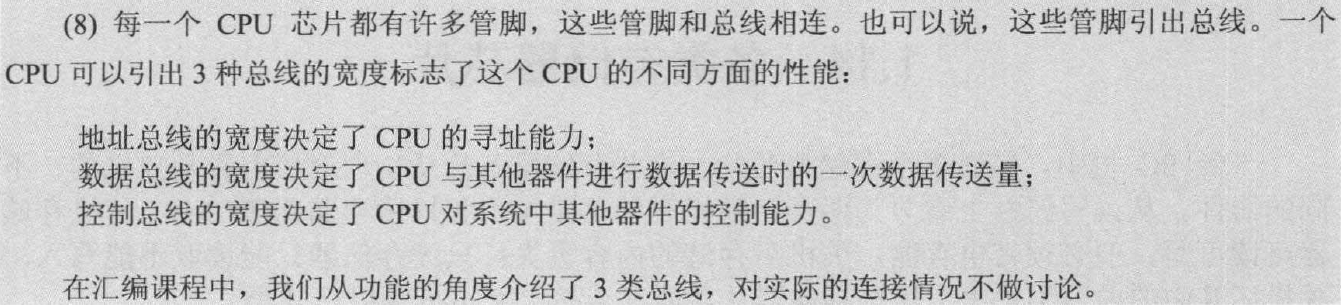 (8) 每一个 CPU 芯片都有许多管脚，这些管脚和总线相连。也可以说，这些管脚引出总线。一个
CPU 可以引出 3 种总线的宽度标志了这个 CPU 的不同方面的性能：
地址总线的宽度决定了 CPU 的寻址能力；
数据总线的宽度决定了 CPU 与其他器件进行数据传送时的一次数据传送量；
控制总线的宽度决定了 CPU 对系统中其他器件的控制能力。
在汇编课程中，我们从功能的角度介绍了 3 类总线，对实际的连接情况不做讨论。